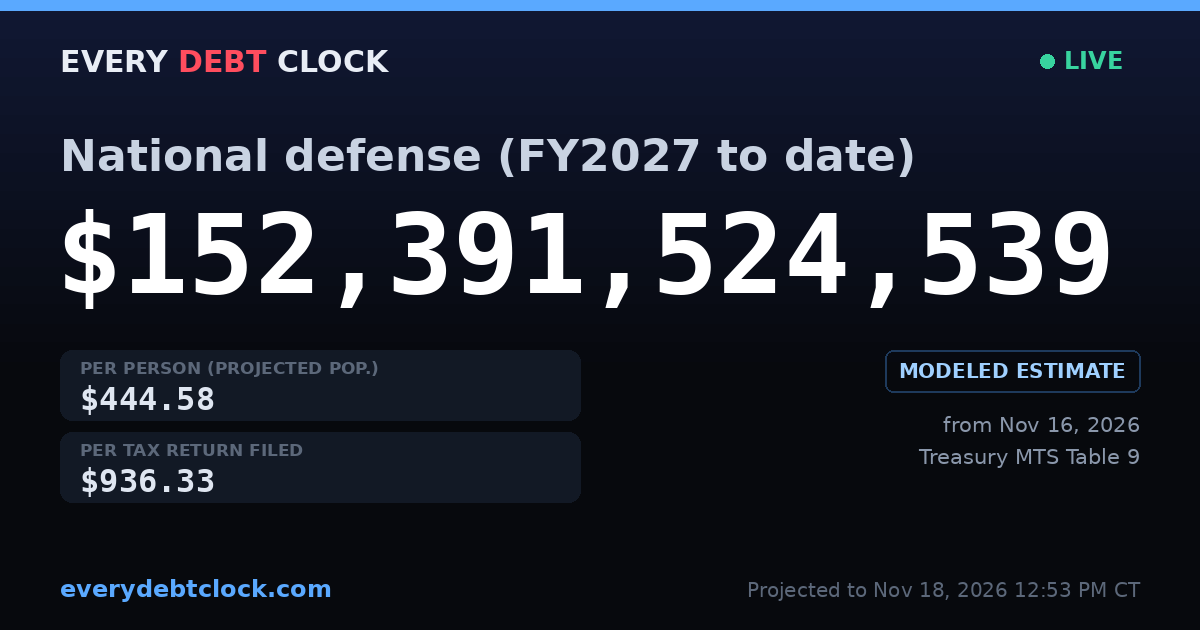 EVERY DEBT CLOCK
LIVE
National defense (FY2027 to date)
$152,391,524,539
PER PERSON (PROJECTED POP.)
$444.58
PER TAX RETURN FILED
$936.33
MODELED ESTIMATE
from Nov 16, 2026
Treasury MTS Table 9
everydebtclock.com
Projected to Nov 18, 2026 12:53 PM CT